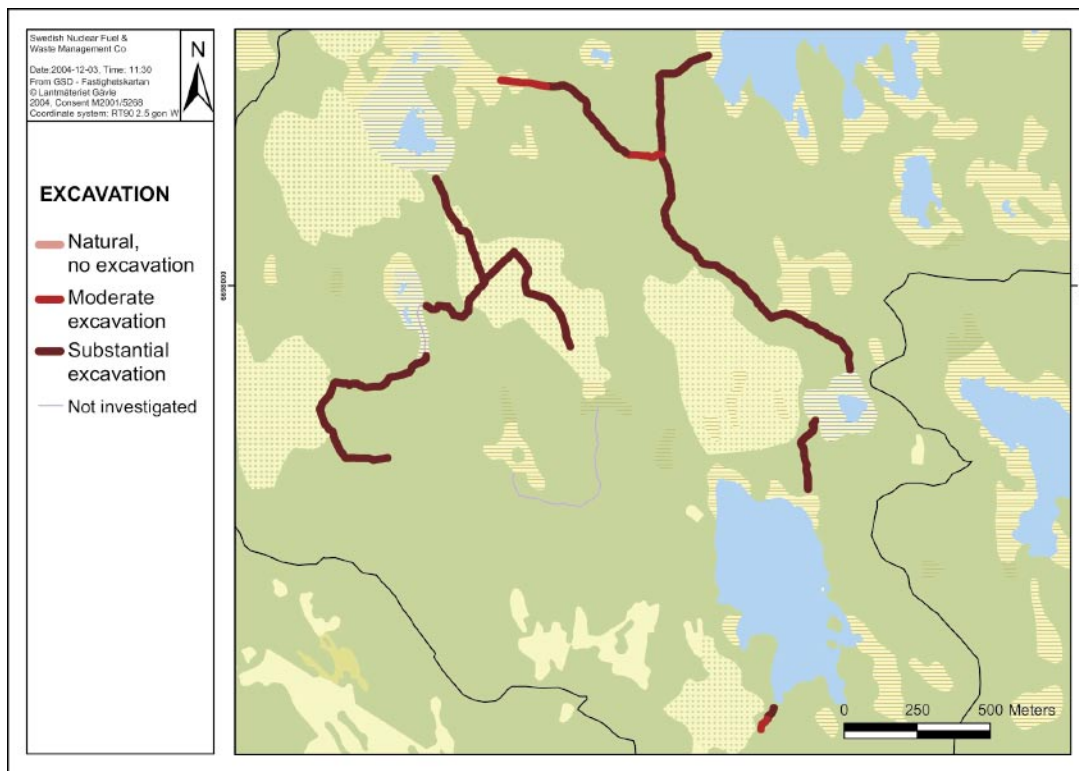 Swedish Nuclear Fuel &
Waste Management Co
N
Date:2004-12-03, Time: 11:30
From GSD - Fastighetskartan
© Lantmäteriet Gävle
2004, Consent M2001/5268
Coordinate system: RT90 2.5 gon W
EXCAVATION
Natural,
no excavation
Moderate
excavation
Substantial
excavation
Not investigated
0 250 500 Meters